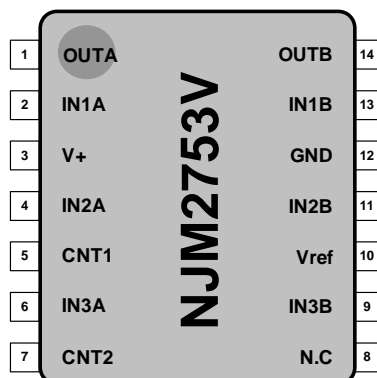 1 OUTA OUTB 14
2 IN1A IN1B 13
3 V+ GND 12
4 IN2A IN2B 11
5 CNT1 Vref 10
6 IN3A IN3B 9
7 CNT2 N.C 8
NJM2753V